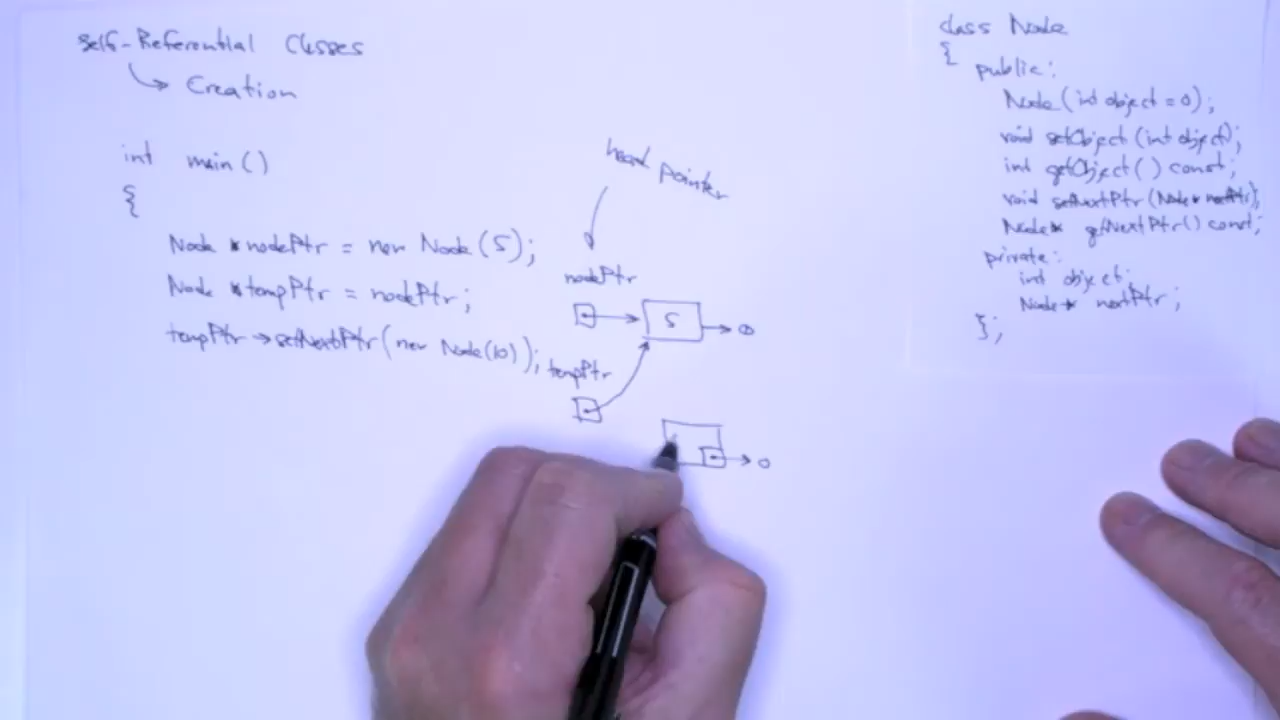 Self-Referential Classes
Creation
int main()
{
Node *nodePtr = new Node(5);
Node *tempPtr = nodePtr;
tempPtr->setNextPtr(new Node(10));
head pointer
nodePtr
5
0
tempPtr
0
class Node
{
public:
Node(int object=0);
void setObject(int object);
int getObject() const;
void setNextPtr(Node* nextPtr);
Node* getNextPtr() const;
private:
int object;
Node* nextPtr;
};